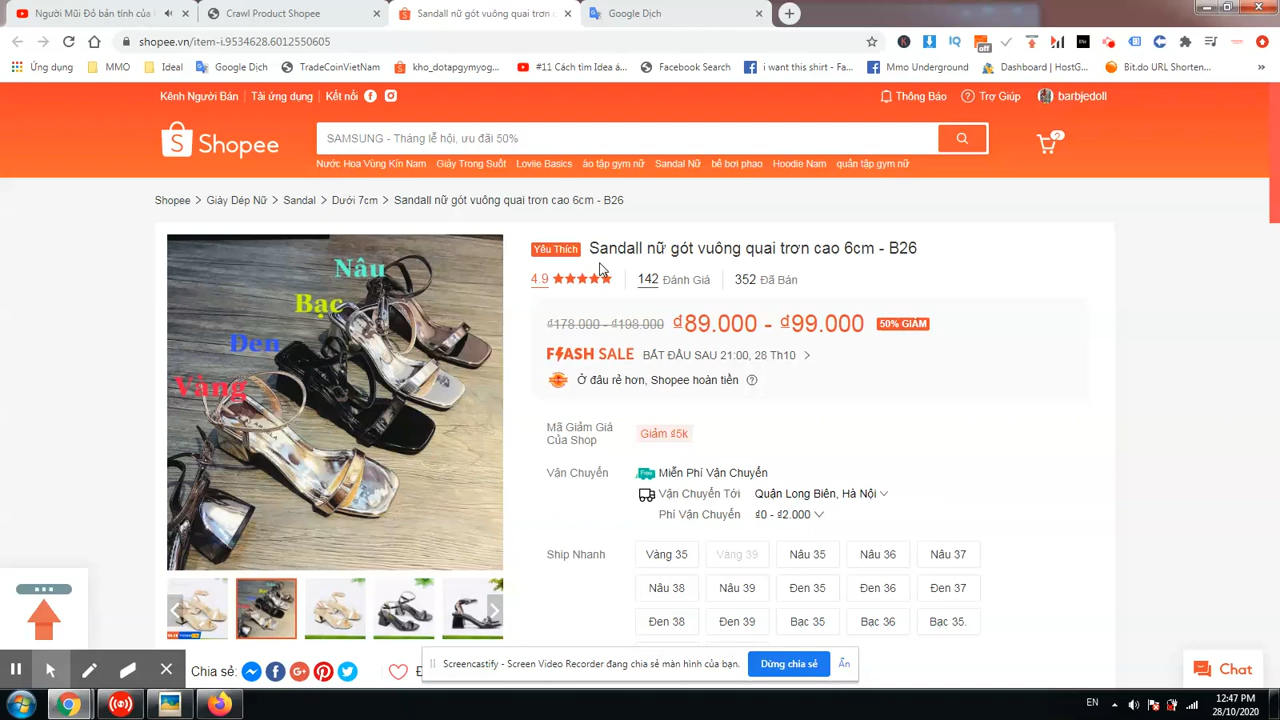 Người Mũi Đỏ bản tính của
Crawl Product Shopee
Sandall nữ gót vuông quai trơn c
Google Dịch
shopee.vn/item-i.9534628.6012550605
off
Ứng dụng
MMO
Ideal
Google Dịch
TradeCoinVietNam
kho_dotapgymyog...
#11 Cách tìm Idea á...
Facebook Search
i want this shirt - Fa...
Mmo Underground
Dashboard | HostG...
Bit.do URL Shorten...
Kênh Người Bán
Tải ứng dụng
Kết nối
Thông Báo
Trợ Giúp
barbjedoll
Shopee
SAMSUNG - Tháng lễ hội, ưu đãi 50%
2
Nước Hoa Vùng Kín Nam
Giày Trong Suốt
Loviie Basics
áo tập gym nữ
Sandal Nữ
bể bơi phao
Hoodie Nam
quần tập gym nữ
Shopee > Giày Dép Nữ > Sandal > Dưới 7cm > Sandall nữ gót vuông quai trơn cao 6cm - B26
Nâu
Bạc
Đen
Vàng
Yêu Thích Sandall nữ gót vuông quai trơn cao 6cm - B26
4.9
142 Đánh Giá
352 Đã Bán
₫178.000 - ₫198.000 ₫89.000 - ₫99.000 50% GIẢM
FLASH SALE BẮT ĐẦU SAU 21:00, 28 Th10 >
Ở đâu rẻ hơn, Shopee hoàn tiền
Mã Giảm Giá
Của Shop
Giảm ₫5k
Vận Chuyển
Free Miễn Phí Vận Chuyển
Vận Chuyển Tới Quận Long Biên, Hà Nội
Phí Vận Chuyển ₫0 - ₫2.000
Ship Nhanh
Vàng 35
Vàng 39
Nâu 35
Nâu 36
Nâu 37
Nâu 38
Nâu 39
Đen 35
Đen 36
Đen 37
Đen 38
Đen 39
Bạc 35
Bạc 36
Bạc 35.
Chia sẻ:
Screencastify - Screen Video Recorder đang chia sẻ màn hình của bạn.
Dừng chia sẻ
Ẩn
Chat
EN
12:47 PM
28/10/2020